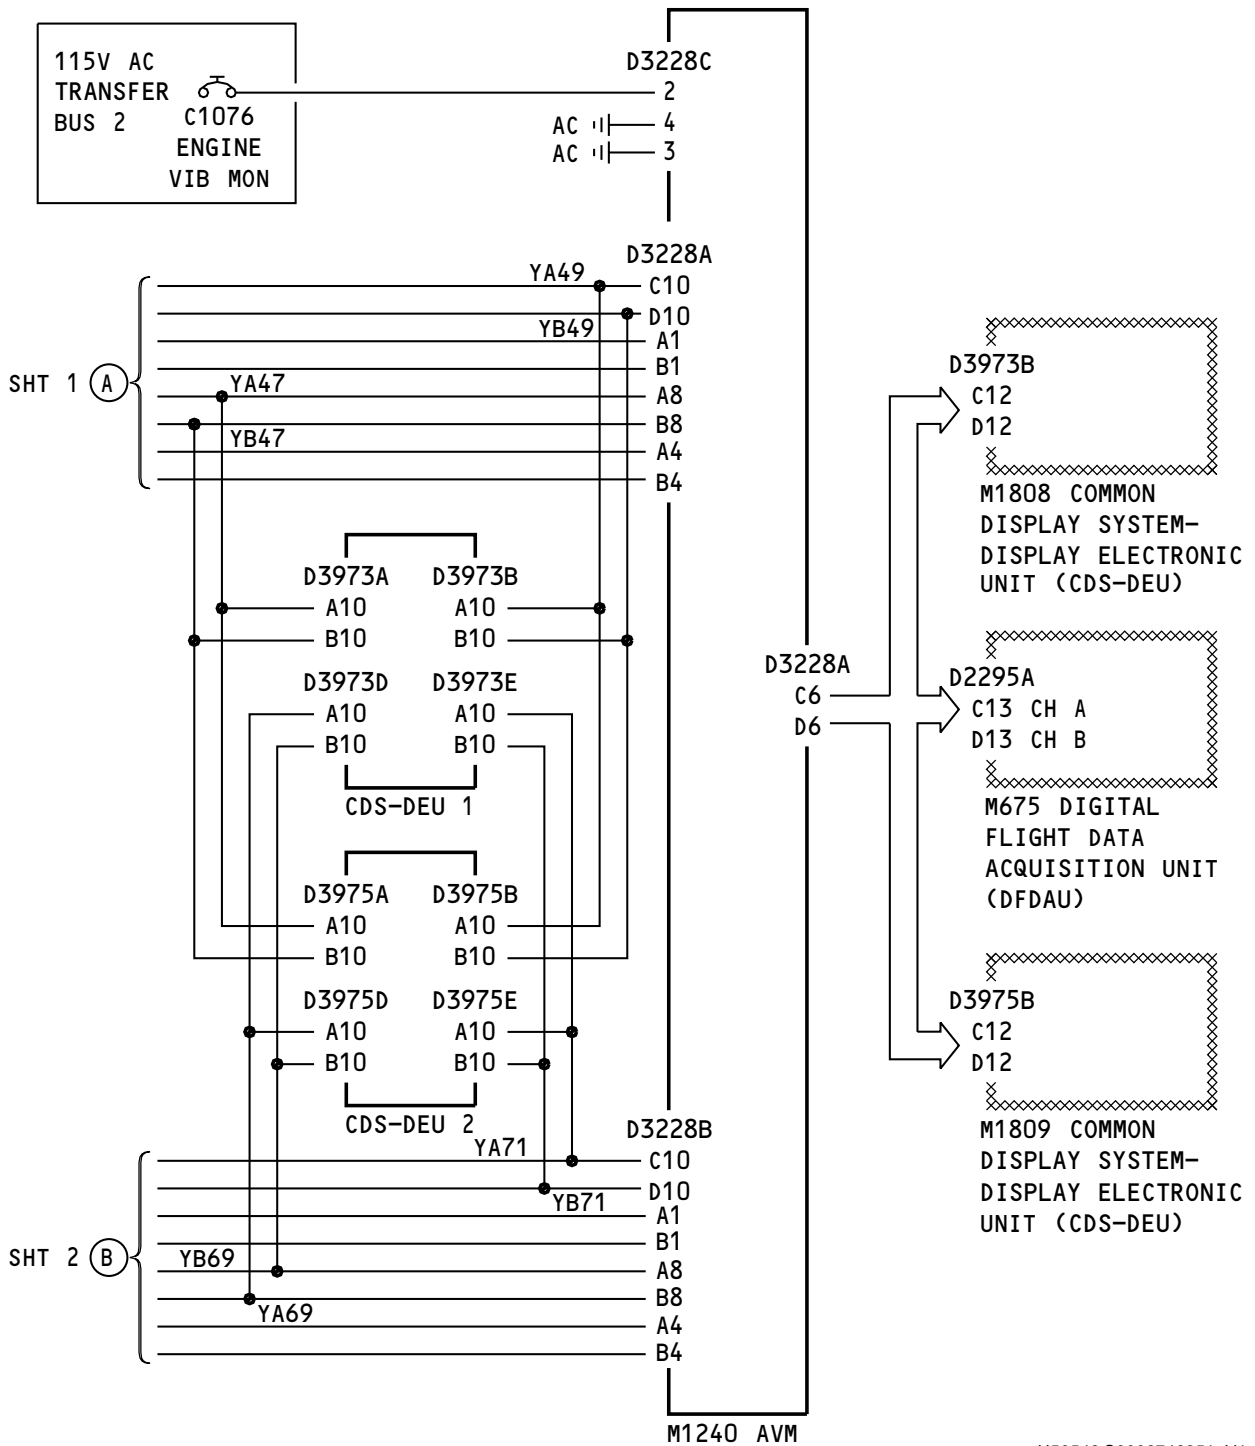 115V AC
TRANSFER
BUS 2
C1076
ENGINE
VIB MON
D3228C
2
AC
4
AC
3
D3228A
YA49
C10
D10
YB49
A1
B1
SHT 1
A
YA47
A8
B8
YB47
A4
B4
D3973A
D3973B
A10
A10
B10
B10
D3973D
D3973E
A10
A10
B10
B10
CDS-DEU 1
D3975A
D3975B
A10
A10
B10
B10
D3975D
D3975E
A10
A10
B10
B10
CDS-DEU 2
D3228B
YA71
C10
D10
YB71
A1
B1
SHT 2
B
YB69
A8
B8
YA69
A4
B4
M1240 AVM
D3228A
C6
D6
D3973B
C12
D12
M1808 COMMON
DISPLAY SYSTEM-
DISPLAY ELECTRONIC
UNIT (CDS-DEU)
D2295A
C13 CH A
D13 CH B
M675 DIGITAL
FLIGHT DATA
ACQUISITION UNIT
(DFDAU)
D3975B
C12
D12
M1809 COMMON
DISPLAY SYSTEM-
DISPLAY ELECTRONIC
UNIT (CDS-DEU)